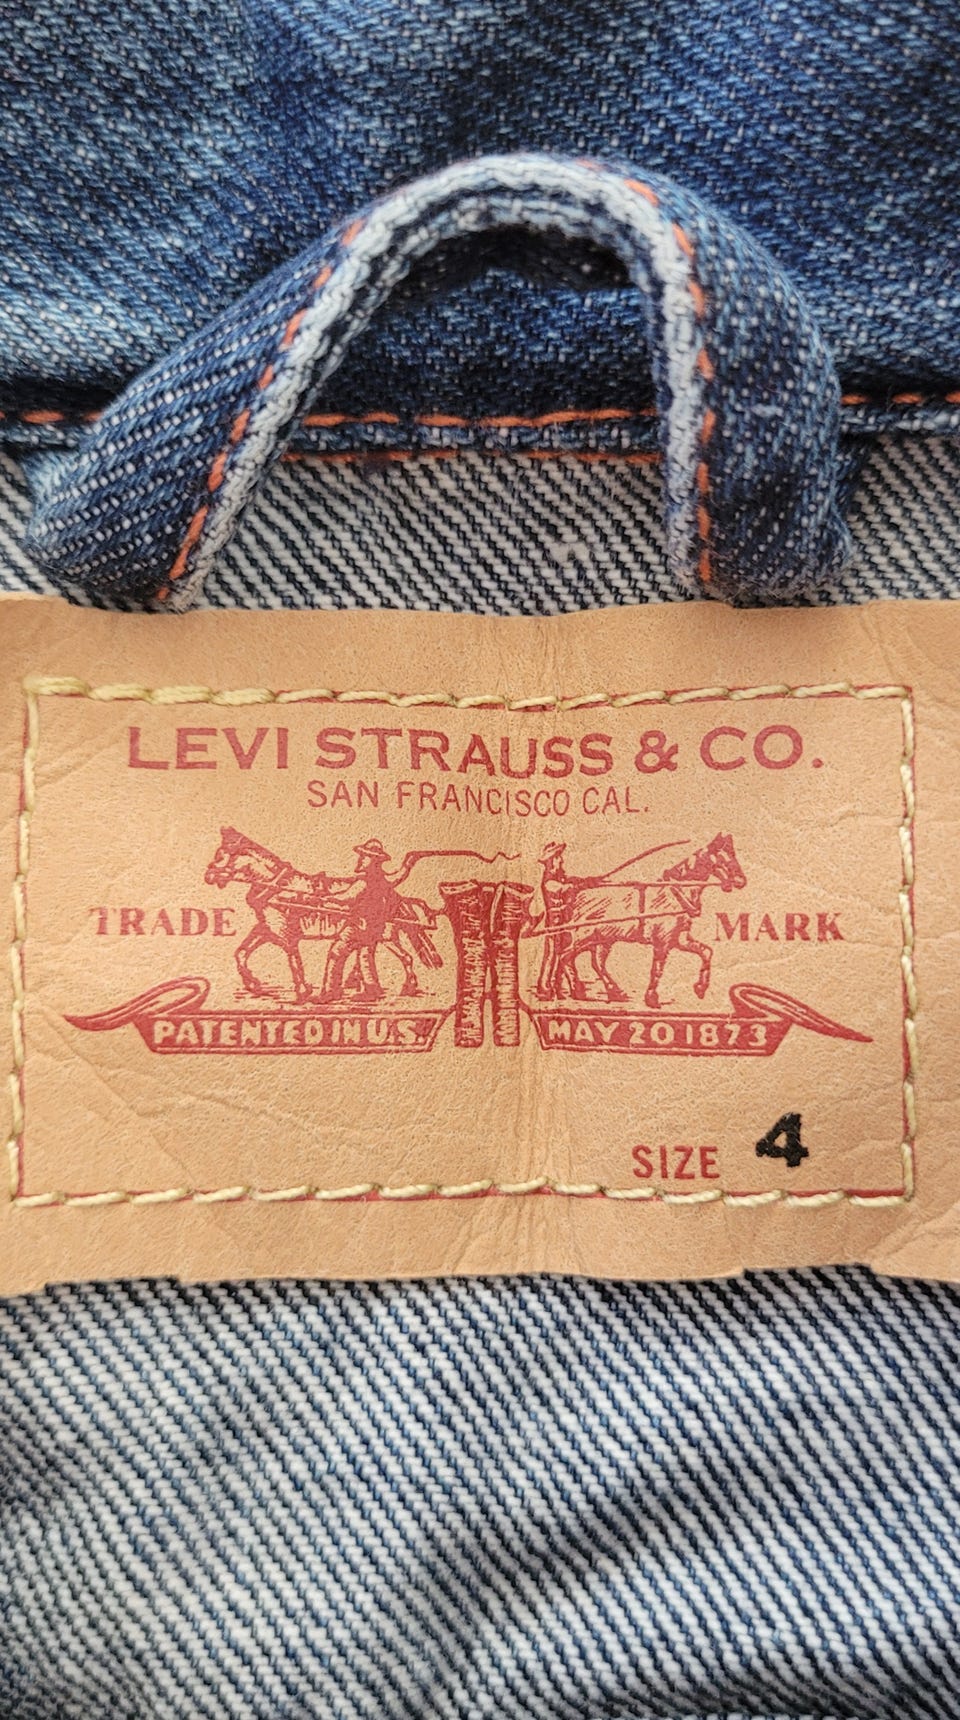 LEVI STRAUSS & CO.
SAN FRANCISCO CAL.
TRADE MARK
PATENTED IN U.S. MAY 20 1873
SIZE 4